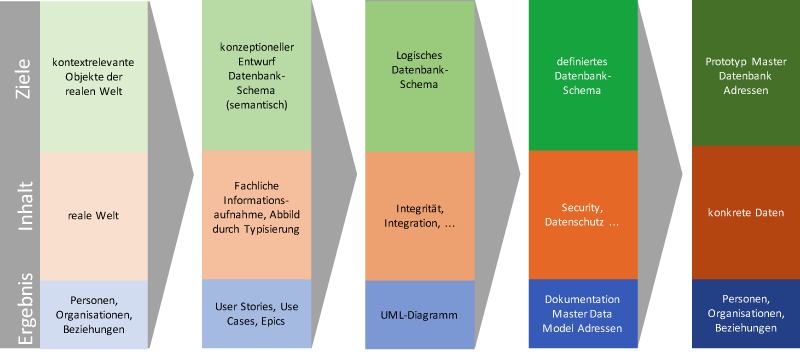 Ziele
kontextrelevante
Objekte der
realen Welt
konzeptioneller
Entwurf
Datenbank-
Schema
(semantisch)
Logisches
Datenbank-
Schema
definiertes
Datenbank-
Schema
Prototyp Master
Datenbank
Adressen
Inhalt
reale Welt
Fachliche
Informations-
aufnahme, Abbild
durch Typisierung
Integrität,
Integration, ...
Security,
Datenschutz ...
konkrete Daten
Ergebnis
Personen,
Organisationen,
Beziehungen
User Stories, Use
Cases, Epics
UML-Diagramm
Dokumentation
Master Data
Model Adressen
Personen,
Organisationen,
Beziehungen